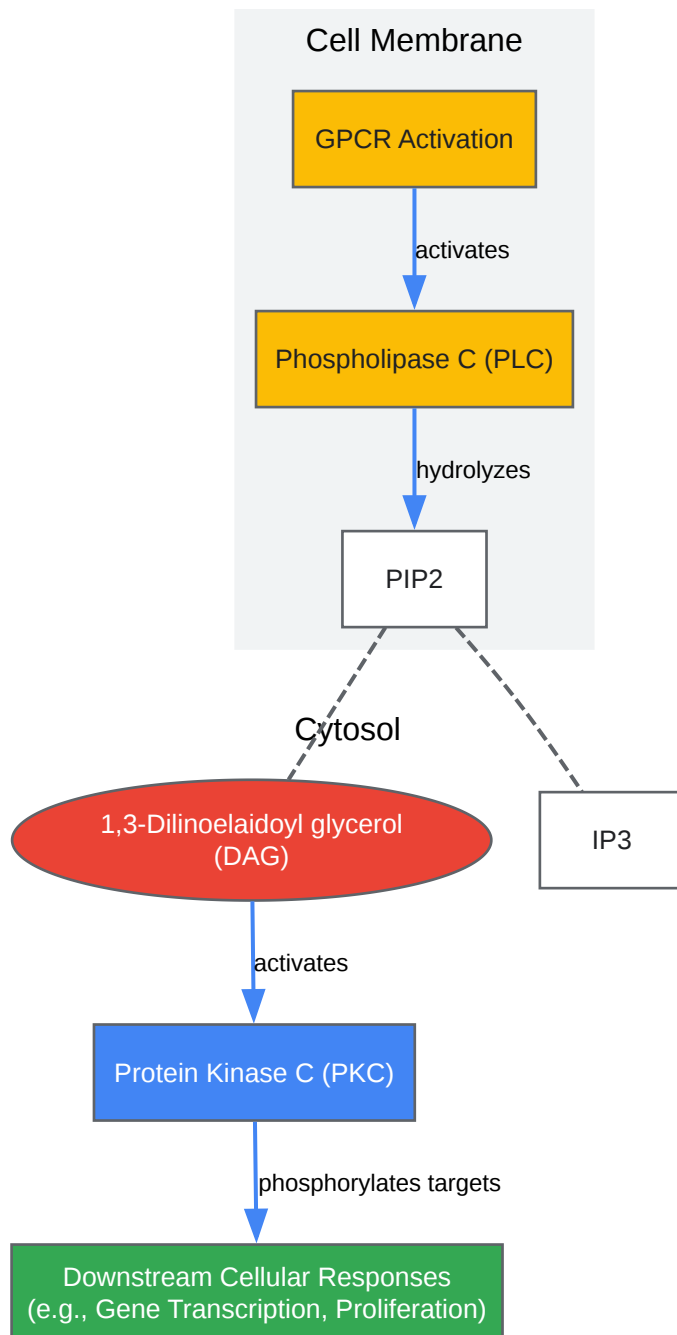 Cell Membrane
GPCR Activation
activates
Phospholipase C (PLC)
hydrolyzes
PIP2
Cytosol
1,3-Dilinoelaidoyl glycerol
(DAG)
IP3
activates
Protein Kinase C (PKC)
phosphorylates targets
Downstream Cellular Responses
(e.g., Gene Transcription, Proliferation)